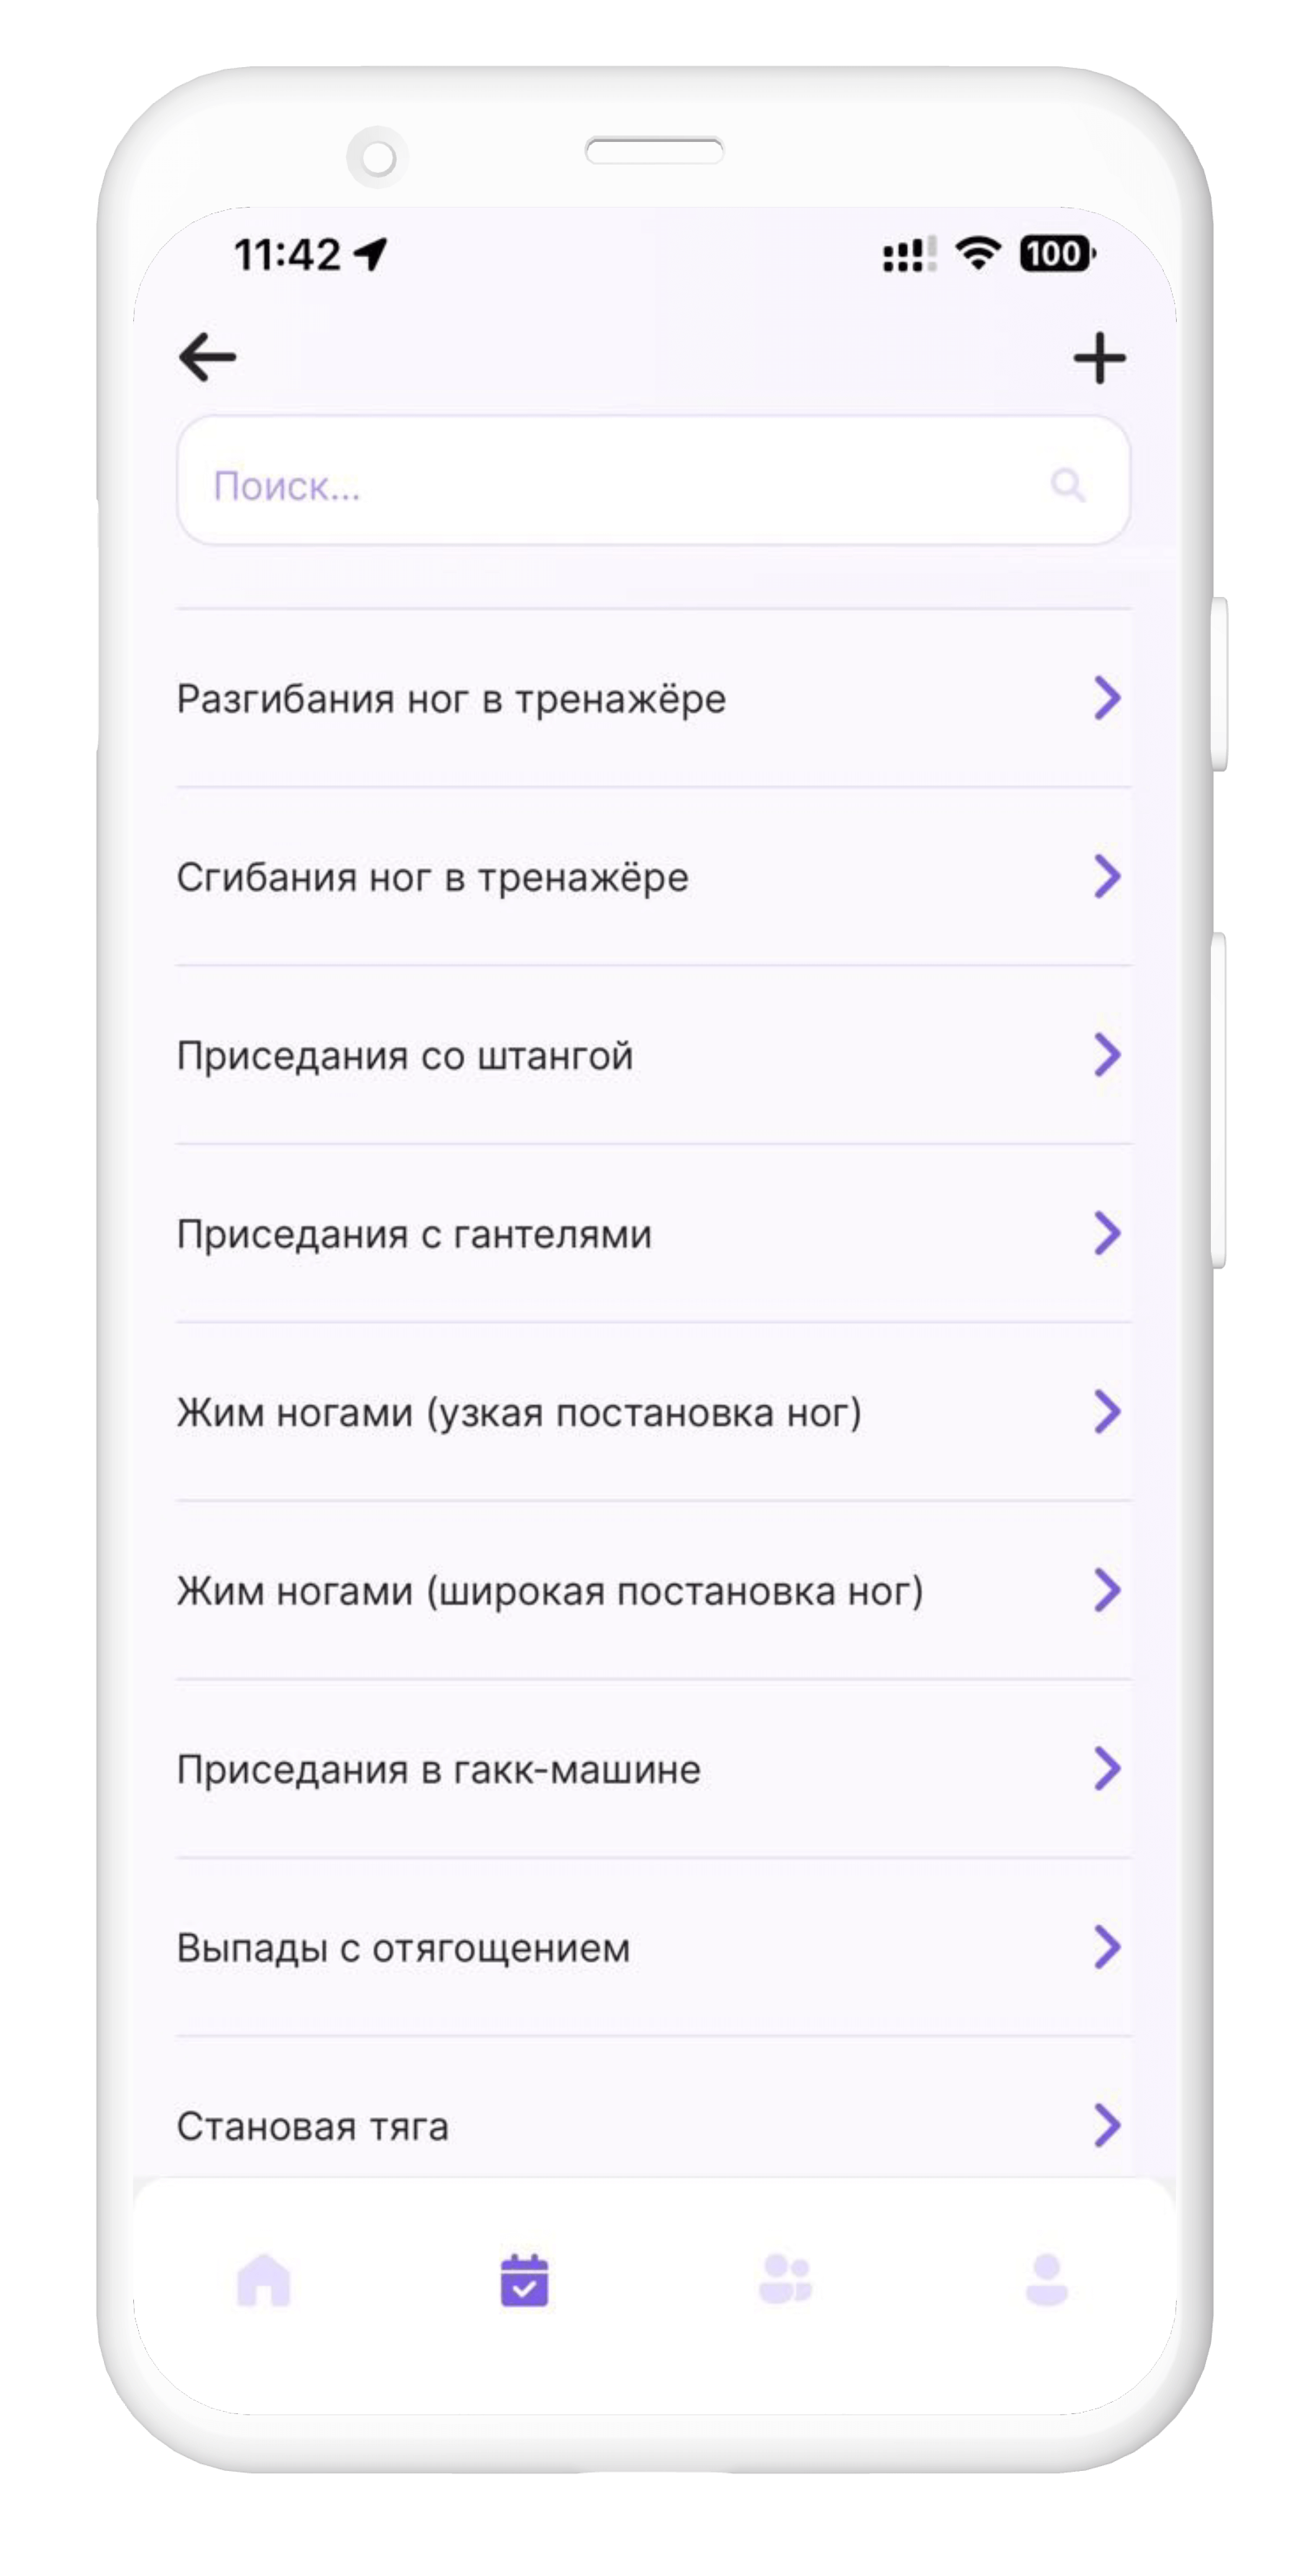 11:42
100
Поиск...
Разгибания ног в тренажёре
Сгибания ног в тренажёре
Приседания со штангой
Приседания с гантелями
Жим ногами (узкая постановка ног)
Жим ногами (широкая постановка ног)
Приседания в гакк-машине
Выпады с отягощением
Становая тяга